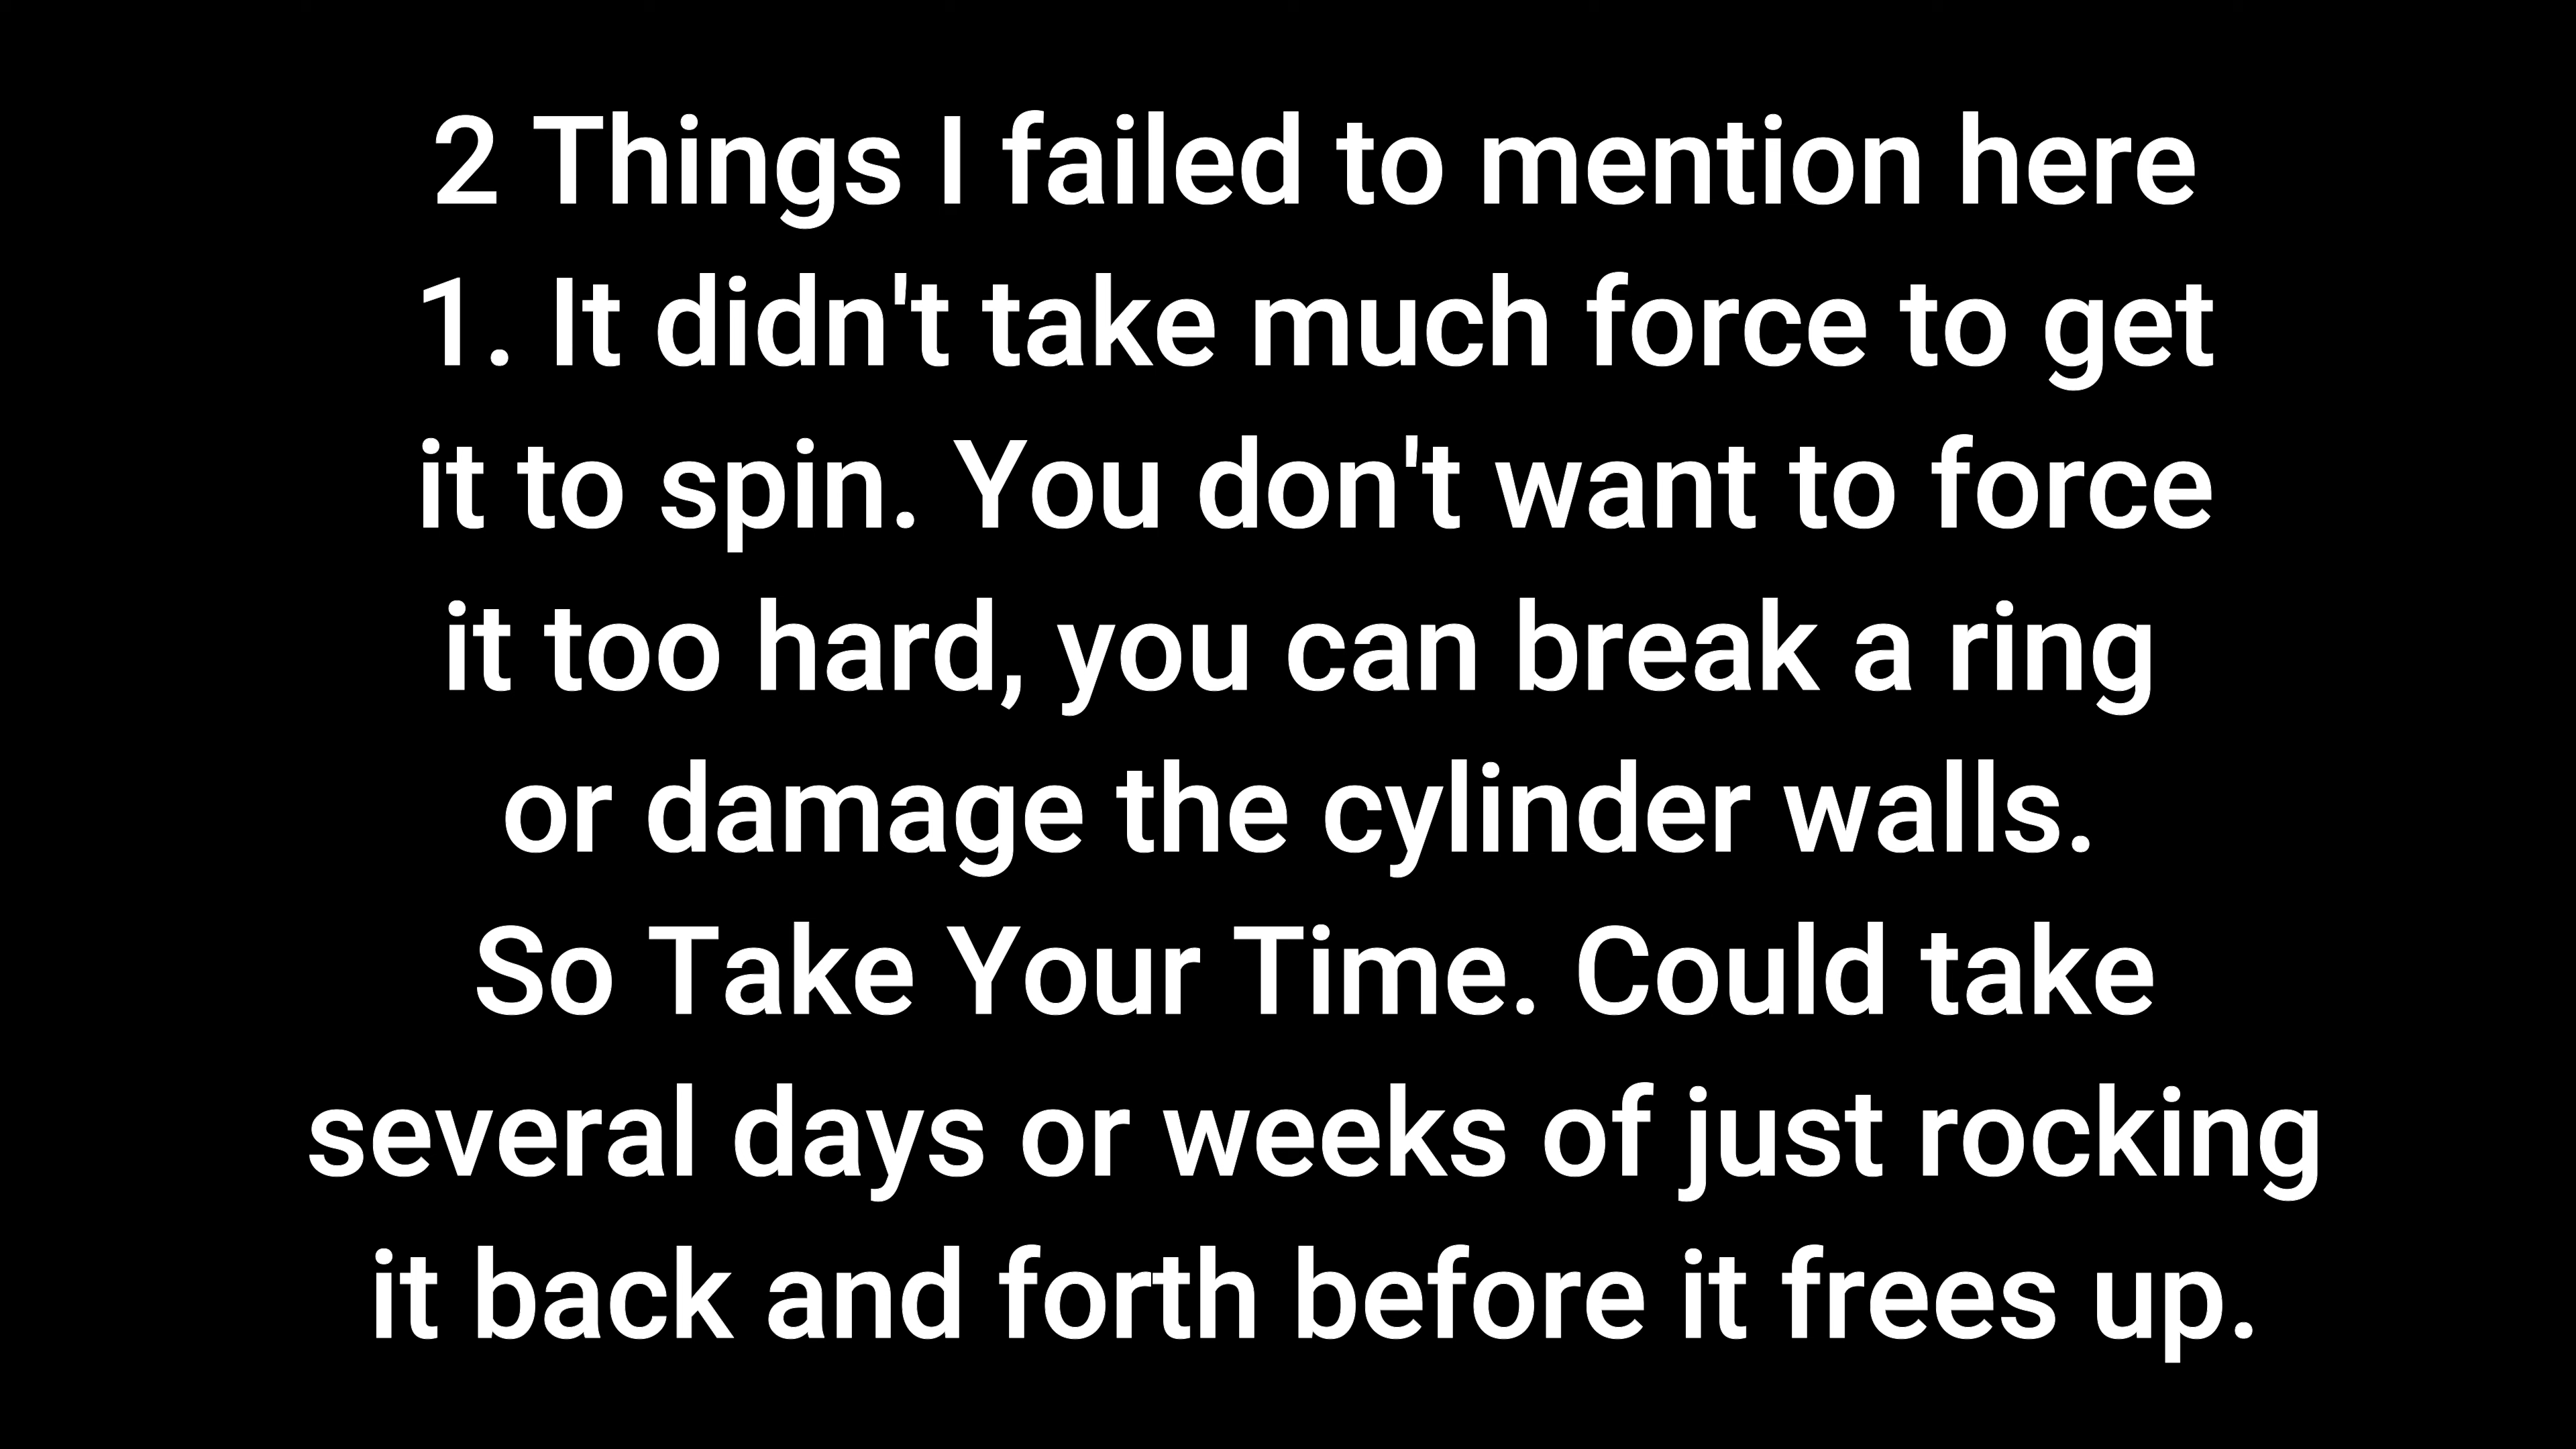 2 Things I failed to mention here
1. It didn't take much force to get
it to spin. You don't want to force
it too hard, you can break a ring
or damage the cylinder walls.
So Take Your Time. Could take
several days or weeks of just rocking
it back and forth before it frees up.